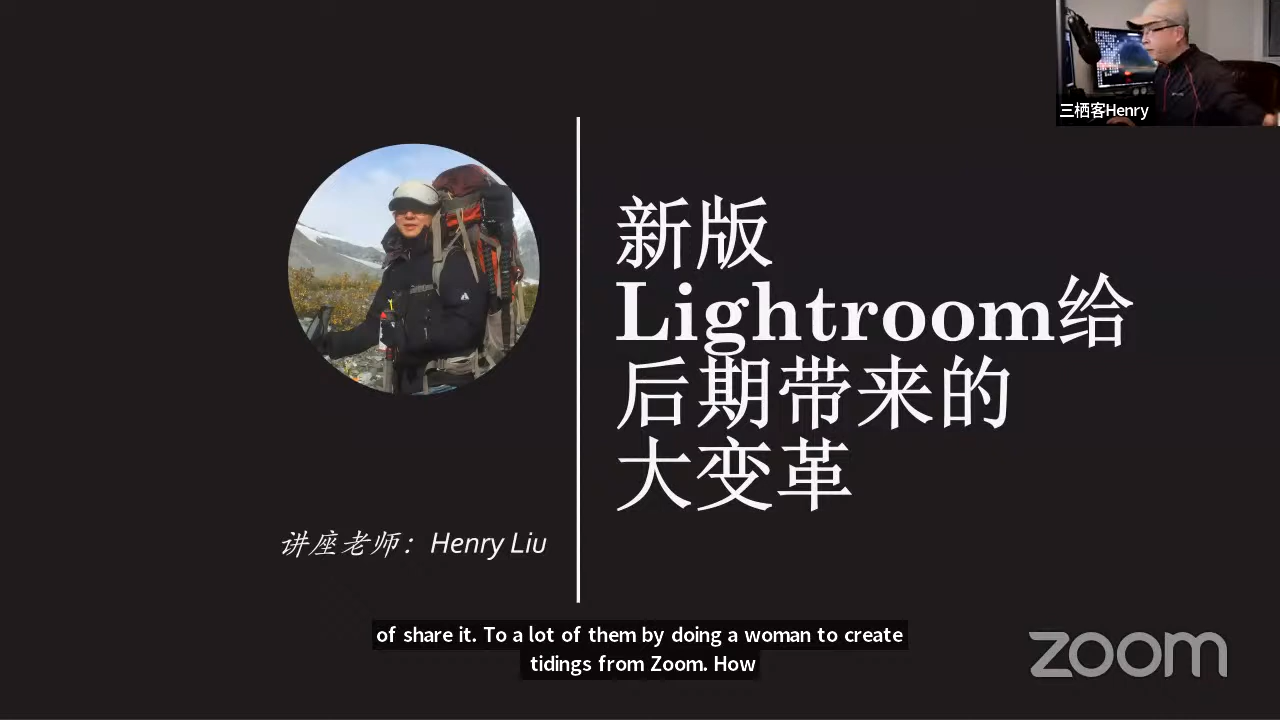 三栖客Henry
新版
Lightroom给
后期带来的
大变革
讲座老师：Henry Liu
of share it. To a lot of them by doing a woman to create
tidings from Zoom. How
zoom